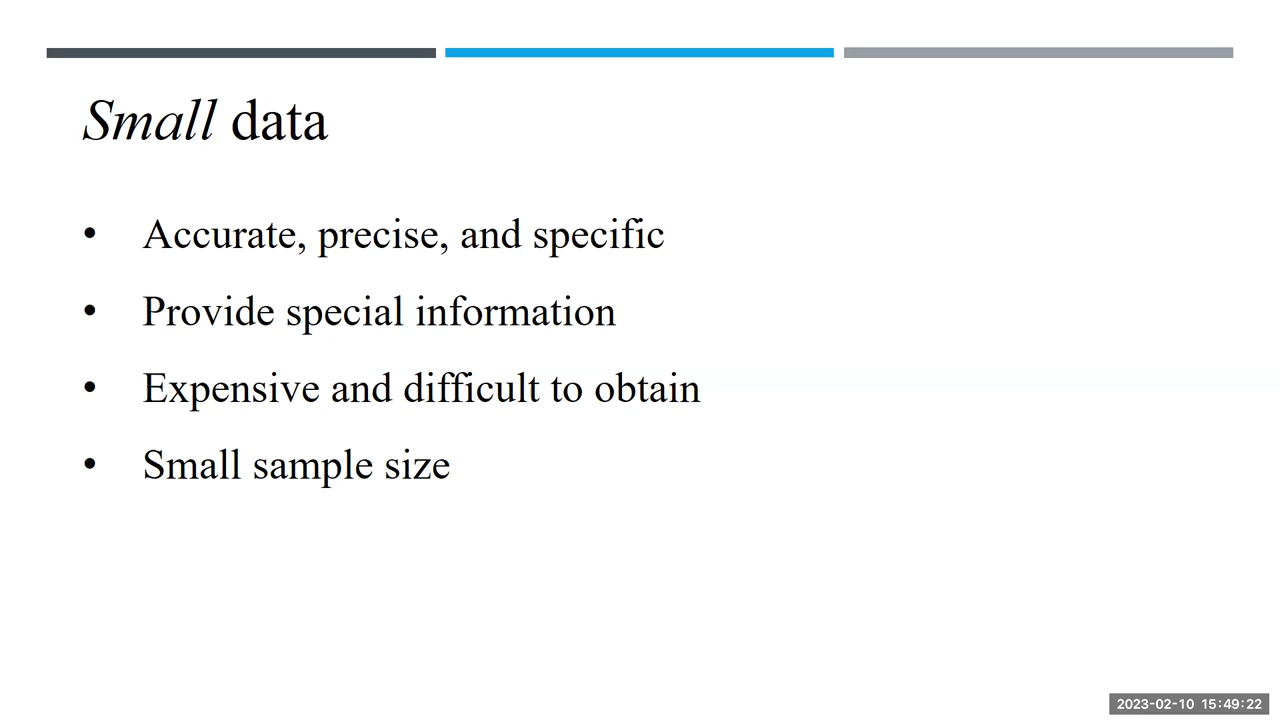 Small data
• Accurate, precise, and specific
• Provide special information
• Expensive and difficult to obtain
• Small sample size
2023-02-10 15:49:22